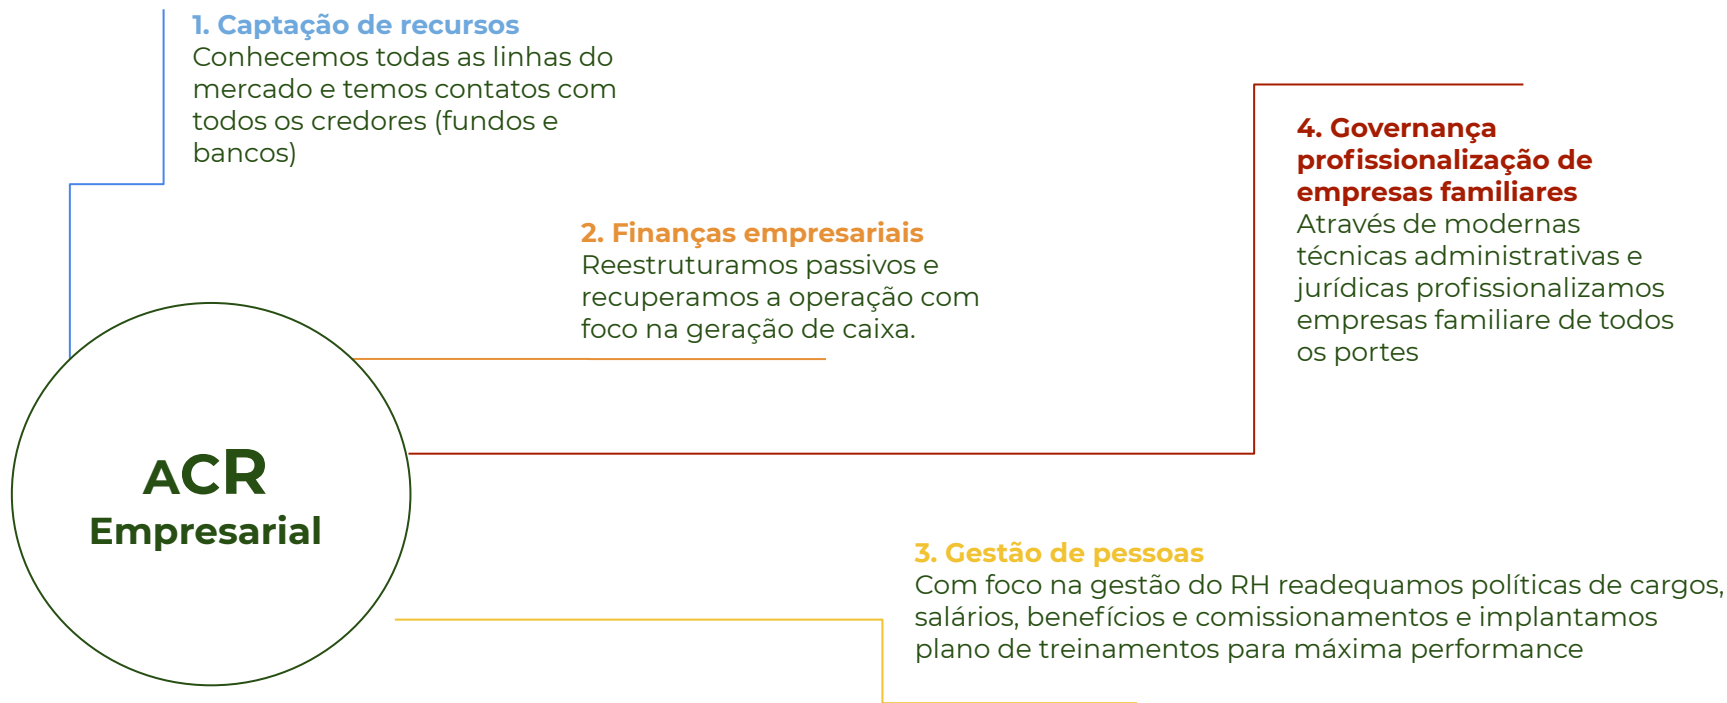 1. Captação de recursos
Conhecemos todas as linhas do
mercado e temos contatos com
todos os credores (fundos e
bancos)
2. Finanças empresariais
Reestruturamos passivos e
recuperamos a operação com
foco na geração de caixa.
4. Governança
profissionalização de
empresas familiares
Através de modernas
técnicas administrativas e
jurídicas profissionalizamos
empresas familiare de todos
os portes
ACR
Empresarial
3. Gestão de pessoas
Com foco na gestão do RH readequamos políticas de cargos,
salários, benefícios e comissionamentos e implantamos
plano de treinamentos para máxima performance